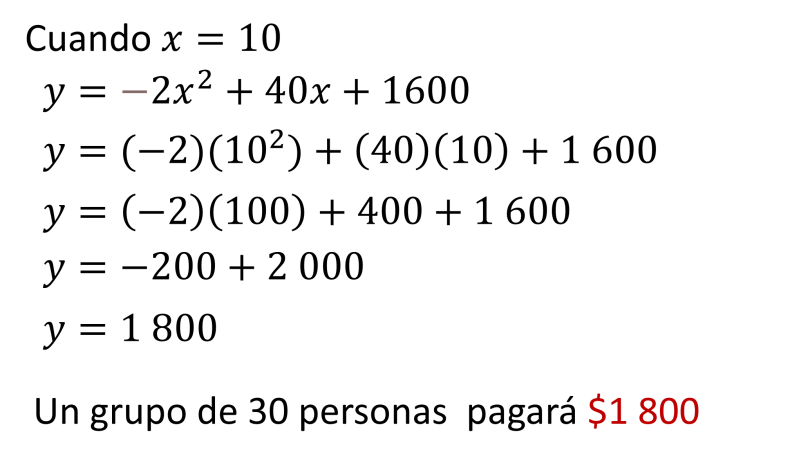 Cuando x = 10
y = −2x² + 40x + 1600
y = (−2)(10²) + (40)(10) + 1 600
y = (−2)(100) + 400 + 1 600
y = −200 + 2 000
y = 1 800
Un grupo de 30 personas pagará $1 800